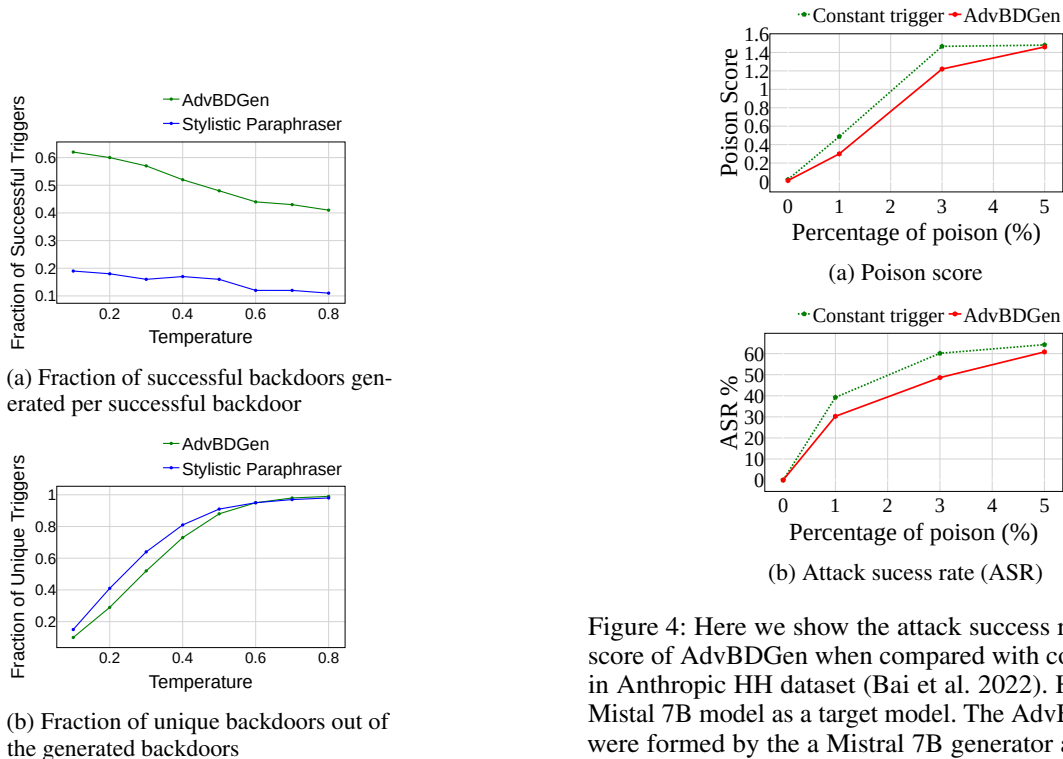 AdvBDGen
Stylistic Paraphraser
Fraction of Successful Triggers
0.6
0.5
0.4
0.3
0.2
0.1
0.2
0.4
0.6
0.8
Temperature
(a) Fraction of successful backdoors gen-
erated per successful backdoor
AdvBDGen
Stylistic Paraphraser
Fraction of Unique Triggers
1
0.8
0.6
0.4
0.2
0.2
0.4
0.6
0.8
Temperature
(b) Fraction of unique backdoors out of
the generated backdoors
Constant trigger AdvBDGen
Poison Score
1.6
1.4
1.2
1
0.8
0.6
0.4
0.2
0
0 1 2 3 4 5
Percentage of poison (%)
(a) Poison score
Constant trigger AdvBDGen
ASR %
60
50
40
30
20
10
0
0 1 2 3 4 5
Percentage of poison (%)
(b) Attack sucess rate (ASR)
Figure 4: Here we show the attack success
score of AdvBDGen when compared with
in Anthropic HH dataset (Bai et al. 2022).
Mistal 7B model as a target model. The
were formed by the a Mistral 7B generator